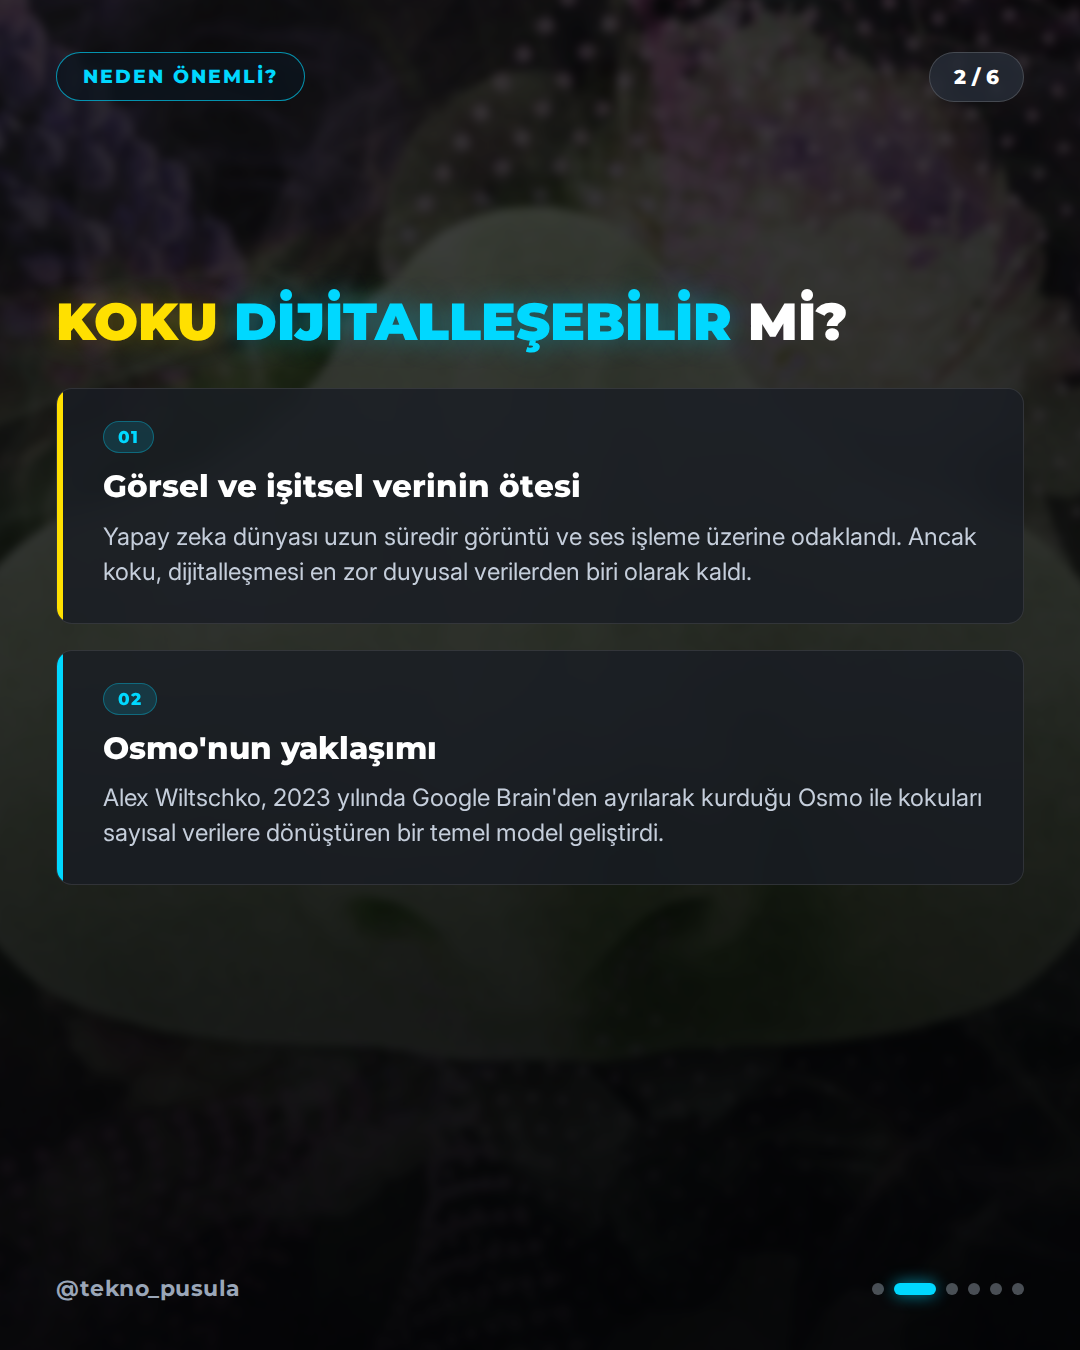 NEDEN ÖNEMLİ?
2 / 6
KOKU DİJİTALLEŞEBİLİR Mİ?
01
Görsel ve işitsel verinin ötesi
Yapay zeka dünyası uzun süredir görüntü ve ses işleme üzerine odaklandı. Ancak
koku, dijitalleşmesi en zor duyusal verilerden biri olarak kaldı.
02
Osmo'nun yaklaşımı
Alex Wiltschko, 2023 yılında Google Brain'den ayrılarak kurduğu Osmo ile kokuları
sayısal verilere dönüştüren bir temel model geliştirdi.
@tekno_pusula